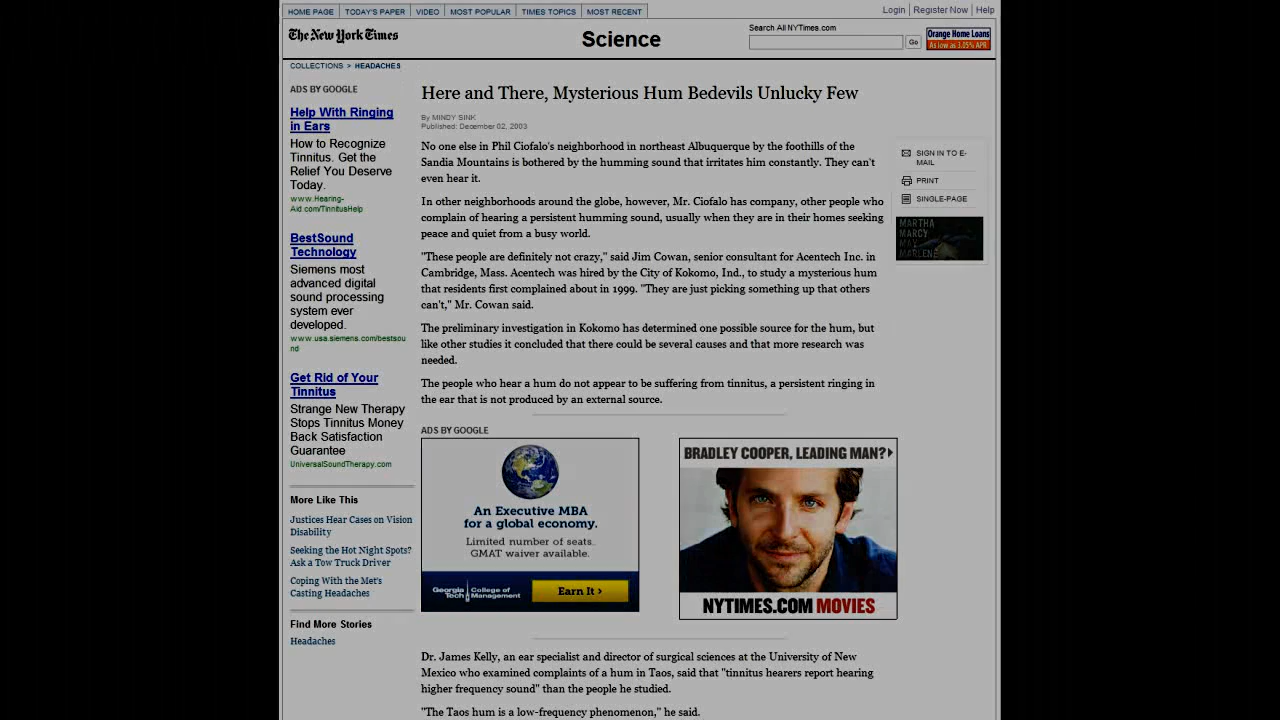 HOME PAGE
TODAY'S PAPER
VIDEO
MOST POPULAR
TIMES TOPICS
MOST RECENT
Login
Register Now
Help
The New York Times
Science
Search All NYTimes.com
Go
Orange Home Loans
As low as 3.05% APR
COLLECTIONS > HEADACHES
ADS BY GOOGLE
Help With Ringing
in Ears
How to Recognize
Tinnitus. Get the
Relief You Deserve
Today.
www.Hearing-
Aid.com/TinnitusHelp
BestSound
Technology
Siemens most
advanced digital
sound processing
system ever
developed.
www.usa.siemens.com/bestsou
nd
Get Rid of Your
Tinnitus
Strange New Therapy
Stops Tinnitus Money
Back Satisfaction
Guarantee
UniversalSoundTherapy.com
More Like This
Justices Hear Cases on Vision
Disability
Seeking the Hot Night Spots?
Ask a Tow Truck Driver
Coping With the Met's
Casting Headaches
Find More Stories
Headaches
Here and There, Mysterious Hum Bedevils Unlucky Few
By MINDY SINK
Published: December 02, 2003
No one else in Phil Ciofalo's neighborhood in northeast Albuquerque by the foothills of the
Sandia Mountains is bothered by the humming sound that irritates him constantly. They can't
even hear it.
In other neighborhoods around the globe, however, Mr. Ciofalo has company, other people who
complain of hearing a persistent humming sound, usually when they are in their homes seeking
peace and quiet from a busy world.
"These people are definitely not crazy," said Jim Cowan, senior consultant for Acentech Inc. in
Cambridge, Mass. Acentech was hired by the City of Kokomo, Ind., to study a mysterious hum
that residents first complained about in 1999. "They are just picking something up that others
can't," Mr. Cowan said.
The preliminary investigation in Kokomo has determined one possible source for the hum, but
like other studies it concluded that there could be several causes and that more research was
needed.
The people who hear a hum do not appear to be suffering from tinnitus, a persistent ringing in
the ear that is not produced by an external source.
ADS BY GOOGLE
An Executive MBA
for a global economy.
Limited number of seats.
GMAT waiver available.
Georgia Tech College of Management
Earn It >
BRADLEY COOPER, LEADING MAN?
NYTIMES.COM MOVIES
Dr. James Kelly, an ear specialist and director of surgical sciences at the University of New
Mexico who examined complaints of a hum in Taos, said that "tinnitus hearers report hearing
higher frequency sound" than the people he studied.
"The Taos hum is a low-frequency phenomenon," he said.
SIGN IN TO E-
MAIL
PRINT
SINGLE-PAGE
MARTHA
MARCY
MAY
MARLENE